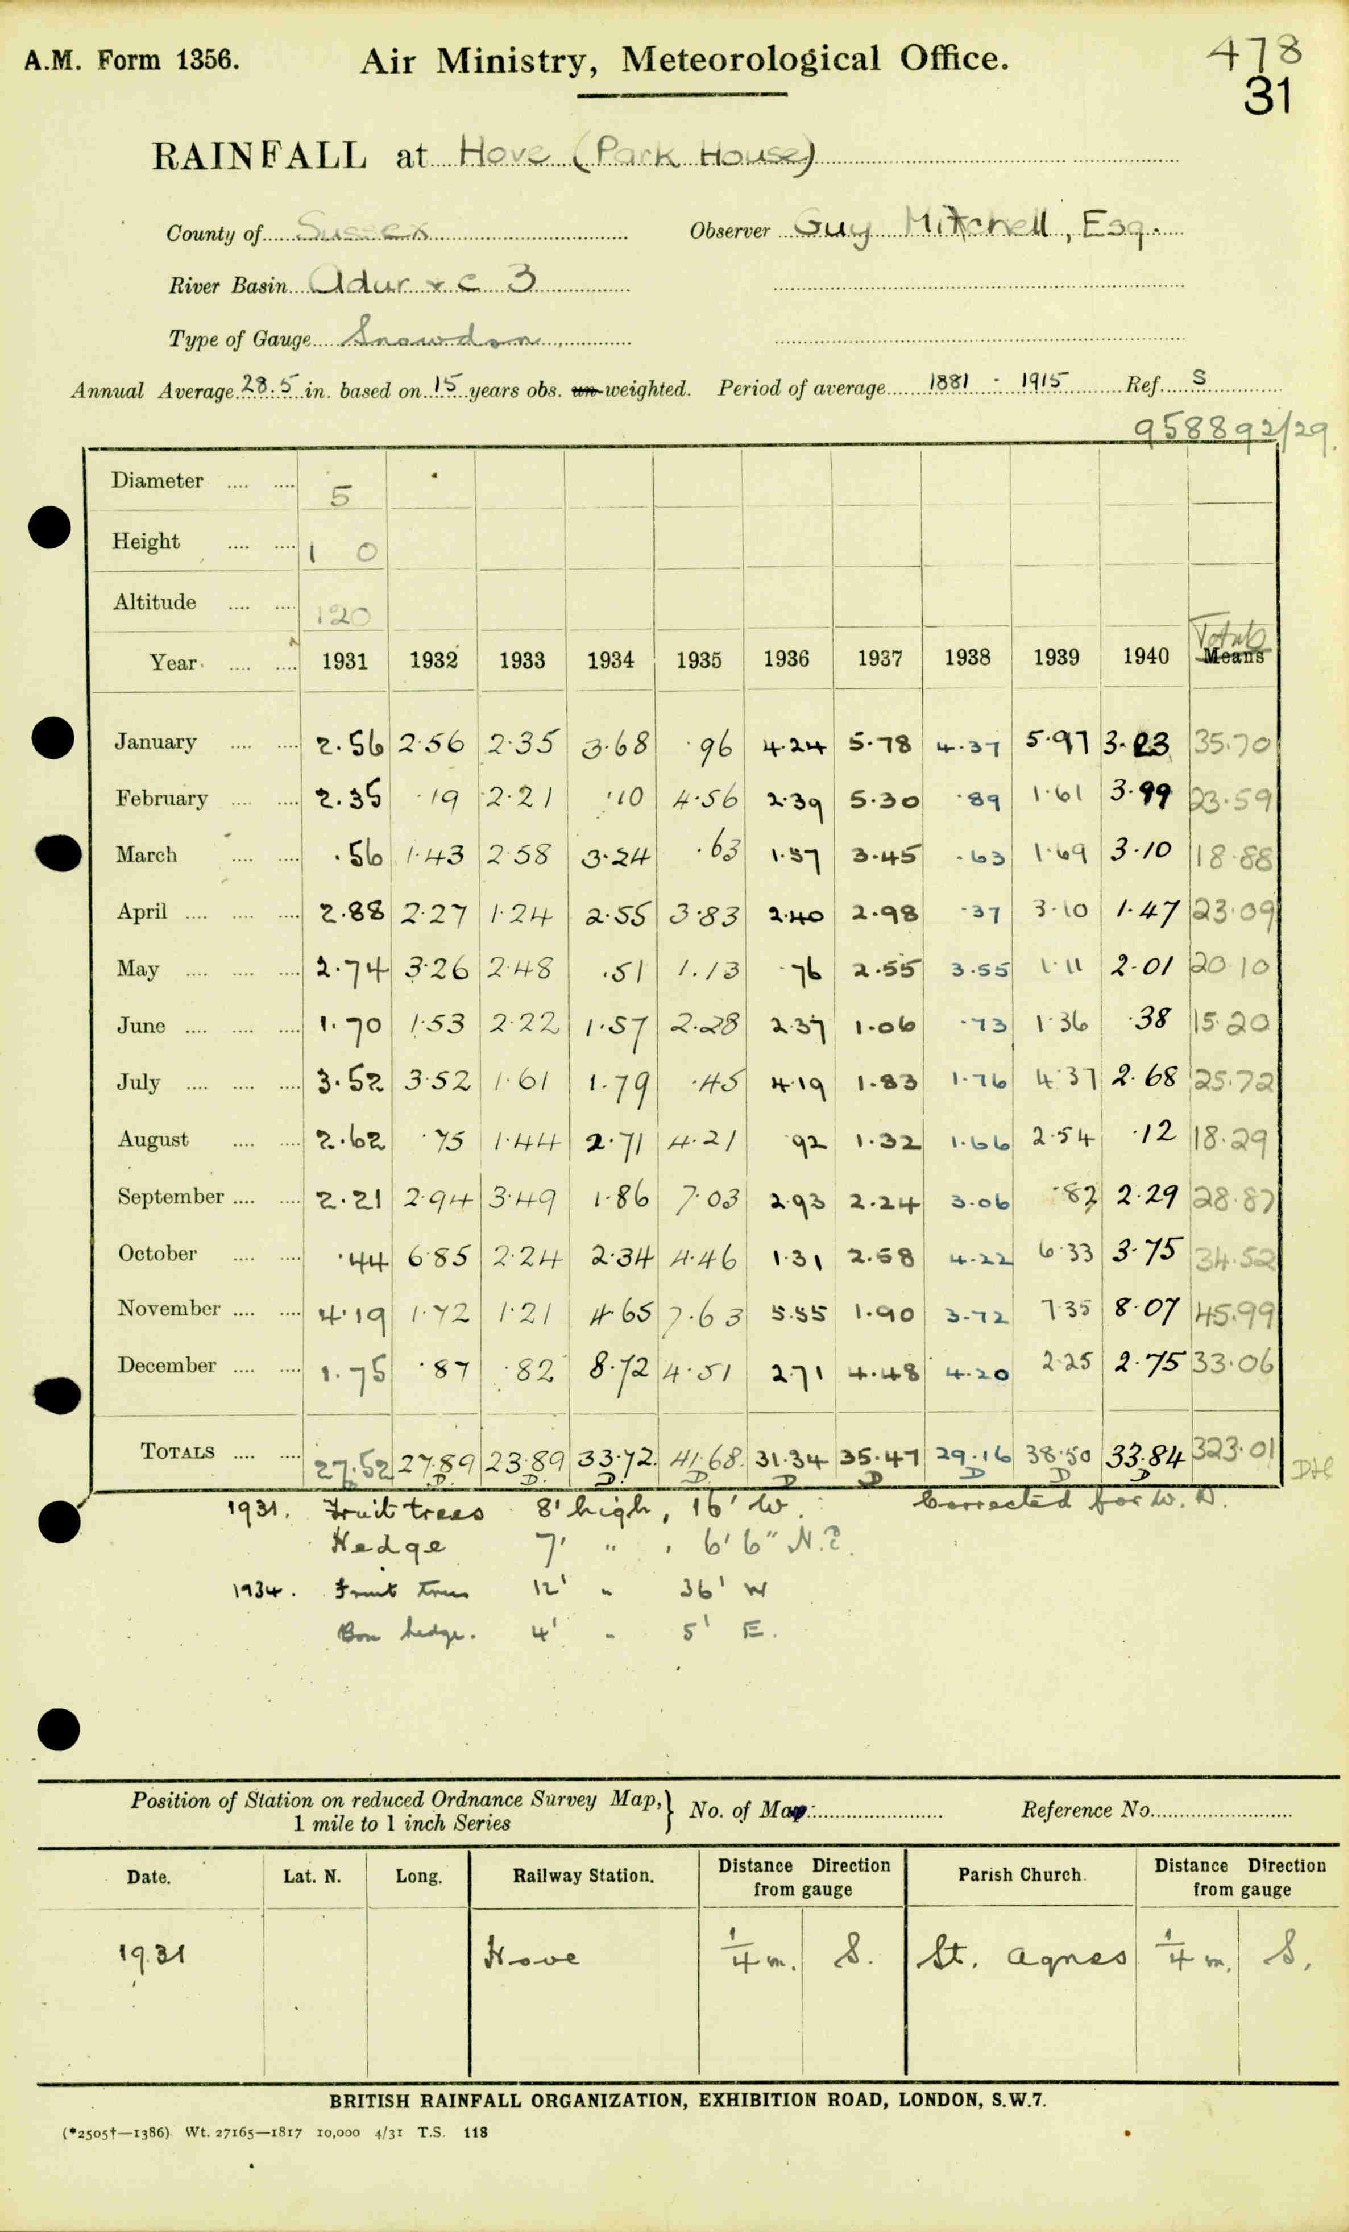 A.M. Form 1356. Air Ministry, Meteorological Office. 478
31
RAINFALL at Hove (Park House)
County of Sussex Observer Guy Mitchell, Esq.
River Basin Adur &c 3
Type of Gauge Snowdon
Annual Average 28.5 in. based on 15 years obs. un-weighted. Period of average 1881 - 1915 Ref. S
958892/29.
Diameter 5
Height 1 0
Altitude 120
Totals
Year 1931 1932 1933 1934 1935 1936 1937 1938 1939 1940 Means
January 2.56 2.56 2.35 3.68 .96 4.24 5.78 4.37 5.97 3.23 35.70
February 2.35 .19 2.21 .10 4.56 2.39 5.30 .89 1.61 3.99 23.59
March .56 1.43 2.58 3.24 .63 1.57 3.45 .63 1.69 3.10 18.88
April 2.88 2.27 1.24 2.55 3.83 2.40 2.98 .37 3.10 1.47 23.09
May 2.74 3.26 2.48 .51 1.13 .76 2.55 3.55 1.11 2.01 20.10
June 1.70 1.53 2.22 1.57 2.28 2.37 1.06 .73 1.36 .38 15.20
July 3.52 3.52 1.61 1.79 .45 4.19 1.83 1.76 4.37 2.68 25.72
August 2.62 .75 1.44 2.71 4.21 .92 1.32 1.66 2.54 .12 18.29
September 2.21 2.94 3.49 1.86 7.03 2.93 2.24 3.06 .82 2.29 28.87
October .44 6.85 2.24 2.34 4.46 1.31 2.58 4.22 6.33 3.75 34.52
November 4.19 1.72 1.21 4.65 7.63 5.55 1.90 3.72 7.35 8.07 45.99
December 1.75 .87 .82 8.72 4.51 2.71 4.48 4.20 2.25 2.75 33.06
TOTALS 27.52 27.89 23.89 33.72 41.68 31.34 35.47 29.16 38.50 33.84 323.01
D. D. D. D. D D D D D
1931. Fruit trees 8' high, 16' W. Corrected for W. D.
Hedge 7' " , 6' 6" N.E.
1934. Fruit trees 12' " 36' W
Box hedge. 4' " 5' E.
Position of Station on reduced Ordnance Survey Map, } No. of Map: Reference No.
1 mile to 1 inch Series
Date. Lat. N. Long. Railway Station. Distance Direction from gauge Parish Church. Distance Direction from gauge
1931 Hove 1/4 m. S. St. Agnes 1/4 m. S.
BRITISH RAINFALL ORGANIZATION, EXHIBITION ROAD, LONDON, S.W.7.
(*2505†—1386) Wt. 27165—1817 10,000 4/31 T.S. 118